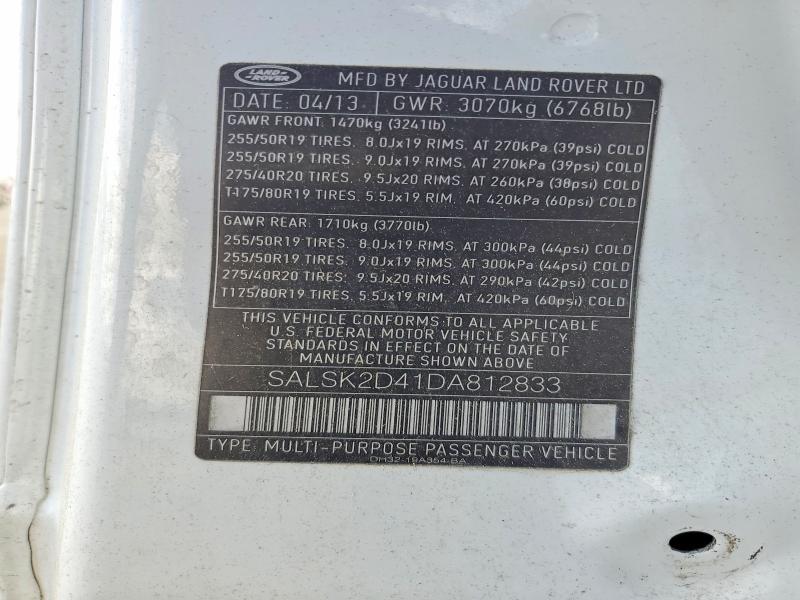 LAND ROVER MFD BY JAGUAR LAND ROVER LTD
DATE: 04/13 GWR: 3070kg (6768lb)
GAWR FRONT: 1470kg (3241lb)
255/50R19 TIRES. 8.0Jx19 RIMS. AT 270kPa (39psi) COLD
255/50R19 TIRES. 9.0Jx19 RIMS. AT 270kPa (39psi) COLD
275/40R20 TIRES. 9.5Jx20 RIMS. AT 260kPa (38psi) COLD
T-175/80R19 TIRES. 5.5Jx19 RIM. AT 420kPa (60psi) COLD
GAWR REAR: 1710kg (3770lb)
255/50R19 TIRES. 8.0Jx19 RIMS. AT 300kPa (44psi) COLD
255/50R19 TIRES. 9.0Jx19 RIMS. AT 300kPa (44psi) COLD
275/40R20 TIRES. 9.5Jx20 RIMS. AT 290kPa (42psi) COLD
T175/80R19 TIRES. 5.5Jx19 RIM. AT 420kPa (60psi) COLD
THIS VEHICLE CONFORMS TO ALL APPLICABLE
U.S. FEDERAL MOTOR VEHICLE SAFETY
STANDARDS IN EFFECT ON THE DATE OF
MANUFACTURE SHOWN ABOVE
SALSK2D41DA812833
TYPE: MULTI-PURPOSE PASSENGER VEHICLE
DH32-19A354-BA